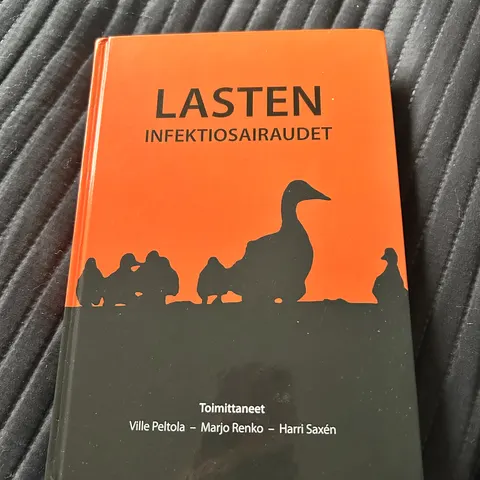 LASTEN
INFEKTIOSAIRAUDET
Toimittaneet
Ville Peltola – Marjo Renko – Harri Saxén